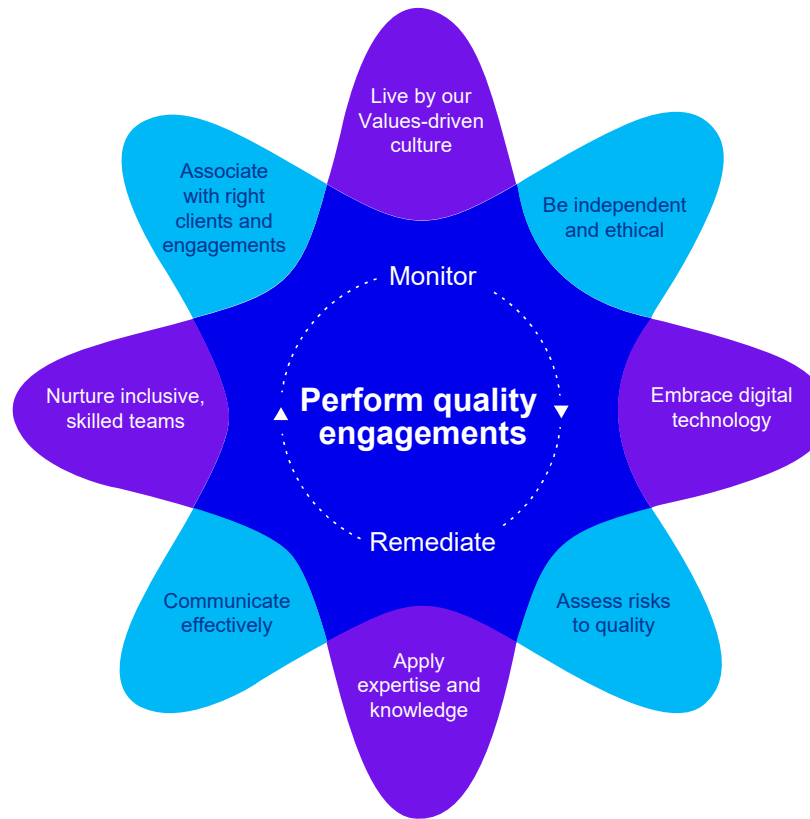 Live by our
Values-driven
culture
Associate
with right
clients and
engagements
Be independent
and ethical
Monitor
Nurture inclusive,
skilled teams
Perform quality
engagements
Embrace digital
technology
Remediate
Communicate
effectively
Assess risks
to quality
Apply
expertise and
knowledge